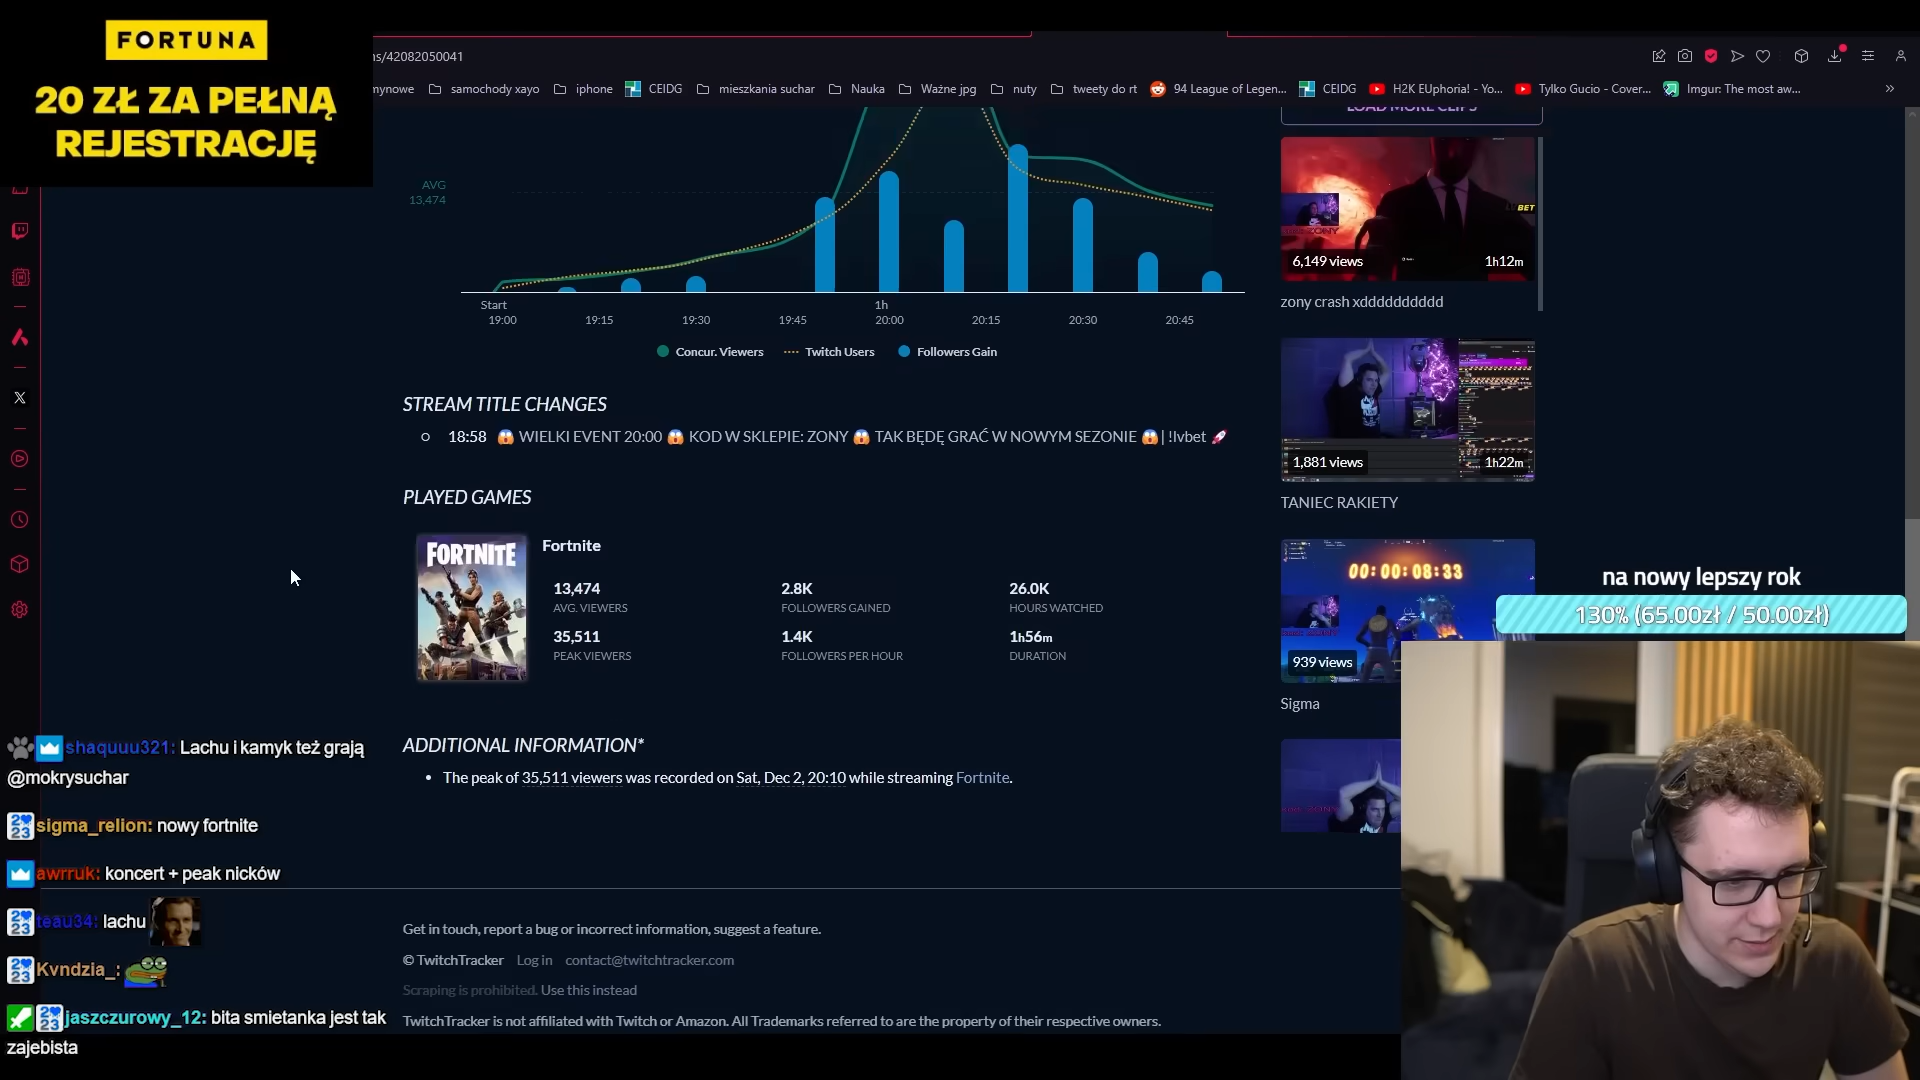 FORTUNA
20 ZŁ ZA PEŁNĄ
REJESTRACJĘ
ns/42082050041
mynowe
samochody xayo
iphone
CEIDG
mieszkania suchar
Nauka
Ważne jpg
nuty
tweety do rt
94 League of Legen...
CEIDG
H2K EUphoria! - Yo...
Tylko Gucio - Cover...
Imgur: The most aw...
»
LOAD MORE CLIPS
AVG
13,474
Start
1h
19:00
19:15
19:30
19:45
20:00
20:15
20:30
20:45
Concur. Viewers
Twitch Users
Followers Gain
STREAM TITLE CHANGES
18:58 😱 WIELKI EVENT 20:00 😱 KOD W SKLEPIE: ZONY 😱 TAK BĘDĘ GRAĆ W NOWYM SEZONIE 😱| !lvbet 🚀
PLAYED GAMES
FORTNITE
Fortnite
13,474
AVG. VIEWERS
2.8K
FOLLOWERS GAINED
26.0K
HOURS WATCHED
35,511
PEAK VIEWERS
1.4K
FOLLOWERS PER HOUR
1h56m
DURATION
ADDITIONAL INFORMATION*
• The peak of 35,511 viewers was recorded on Sat, Dec 2, 20:10 while streaming Fortnite.
Get in touch, report a bug or incorrect information, suggest a feature.
© TwitchTracker Log in contact@twitchtracker.com
Scraping is prohibited. Use this instead
TwitchTracker is not affiliated with Twitch or Amazon. All Trademarks referred to are the property of their respective owners.
BET
6,149 views
1h12m
zony crash xdddddddddd
1,881 views
1h22m
TANIEC RAKIETY
00:00:08:33
939 views
Sigma
na nowy lepszy rok
130% (65.00zł / 50.00zł)
shaquuu321: Lachu i kamyk też grają
@mokrysuchar
sigma_relion: nowy fortnite
awrruk: koncert + peak nicków
teau34: lachu
Kvndzia_:
jaszczurowy_12: bita smietanka jest tak
zajebista